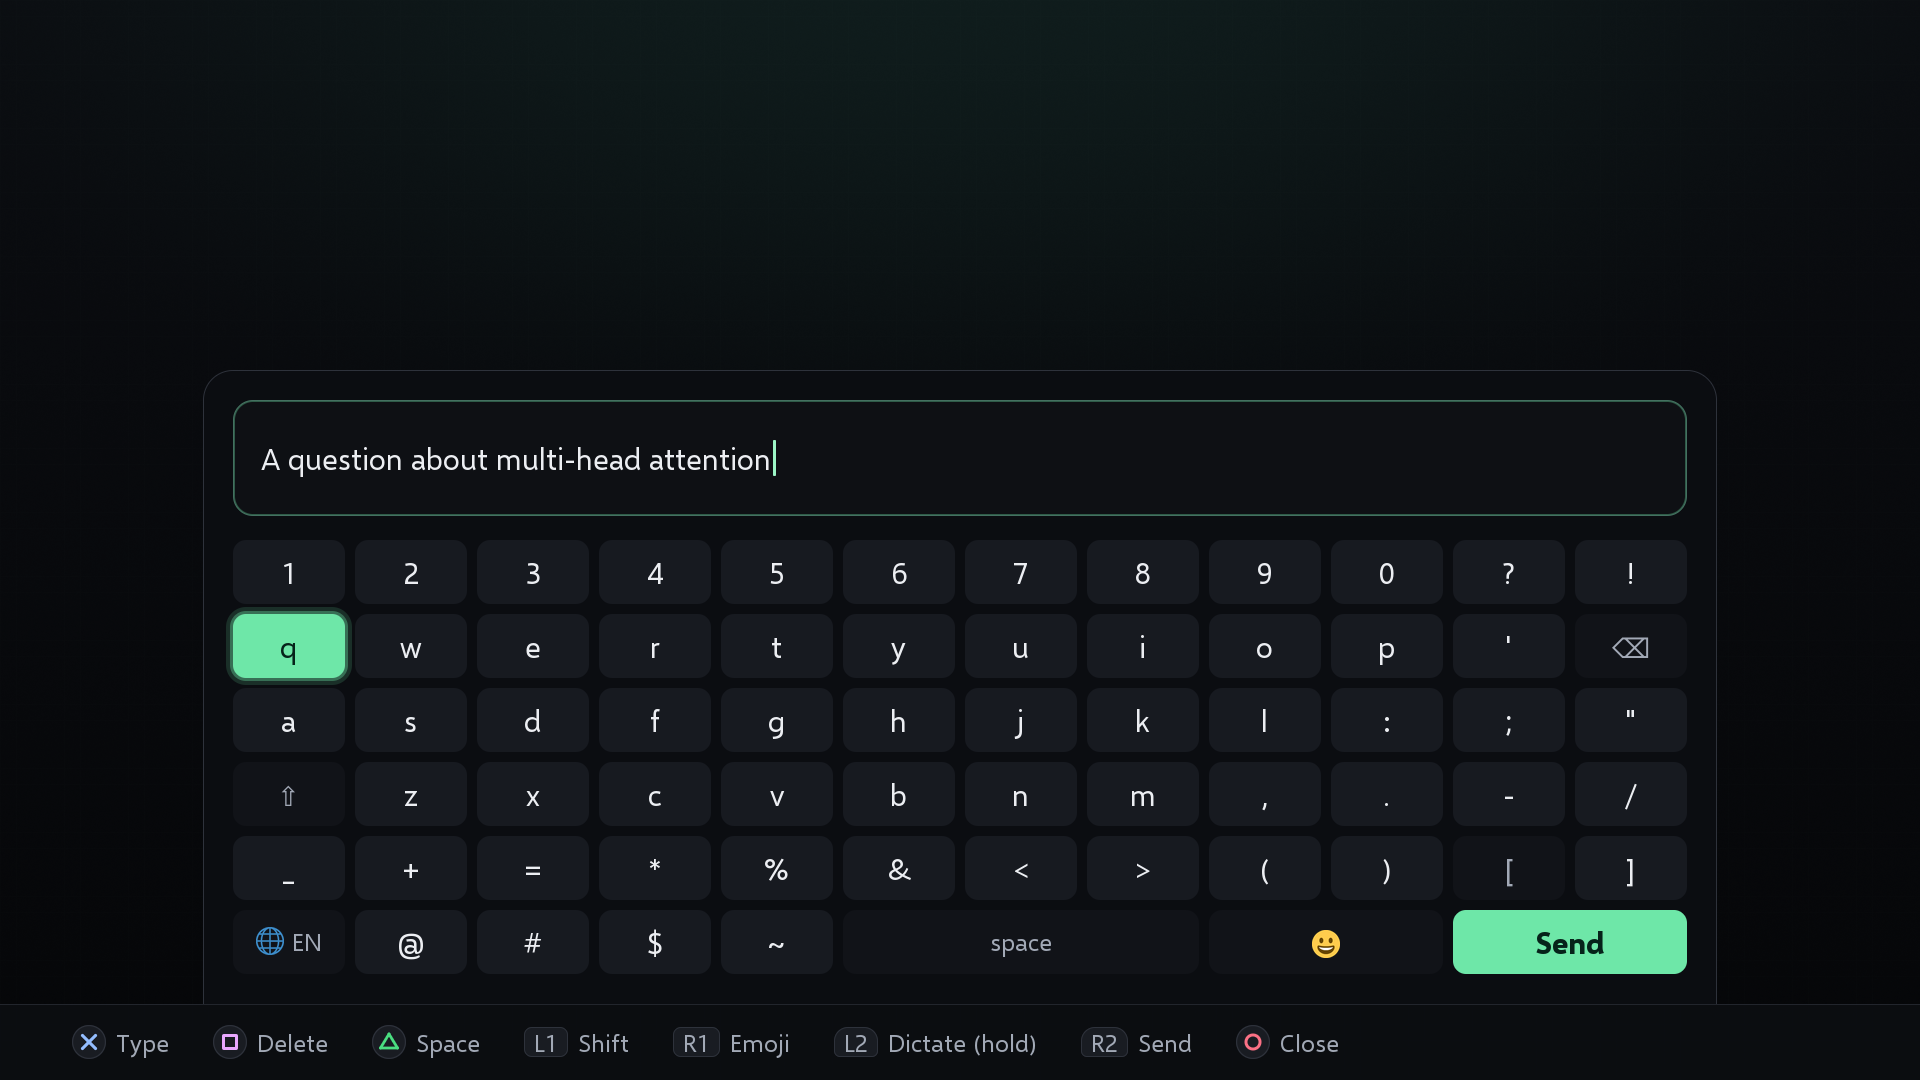 A question about multi-head attention
1 2 3 4 5 6 7 8 9 0 ? !
q w e r t y u i o p ' ⌫
a s d f g h j k l : ; "
⇧ z x c v b n m , . - /
_ + = * % & < > ( ) [ ]
🌐 EN @ # $ ~ space 😀 Send
Type Delete Space L1 Shift R1 Emoji L2 Dictate (hold) R2 Send Close